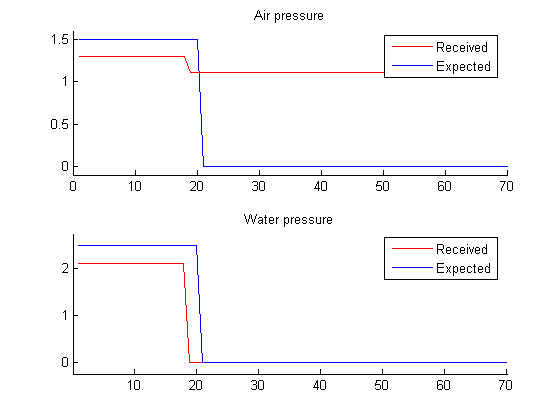 Air pressure
1.5
1
0.5
0
Received
Expected
0 10 20 30 40 50 60 70
Water pressure
2
1
0
Received
Expected
10 20 30 40 50 60 70